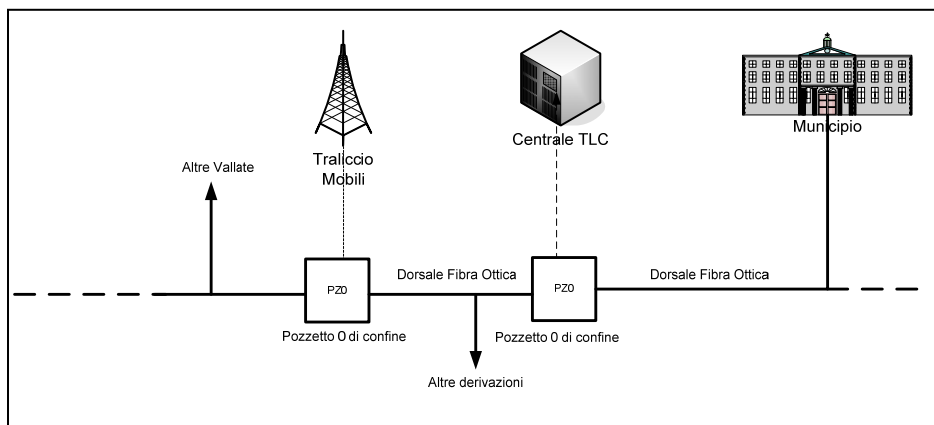 Traliccio
Mobili
Centrale TLC
Municipio
Altre Vallate
PZ0
Dorsale Fibra Ottica
PZ0
Dorsale Fibra Ottica
Pozzetto 0 di confine
Pozzetto 0 di confine
Altre derivazioni